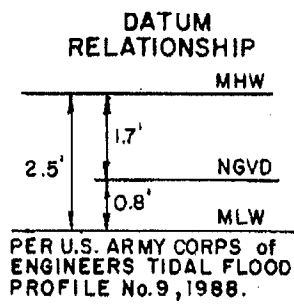 DATUM
RELATIONSHIP
MHW
1.7'
2.5'
NGVD
0.8'
MLW
PER U.S. ARMY CORPS of
ENGINEERS TIDAL FLOOD
PROFILE No.9, 1988.